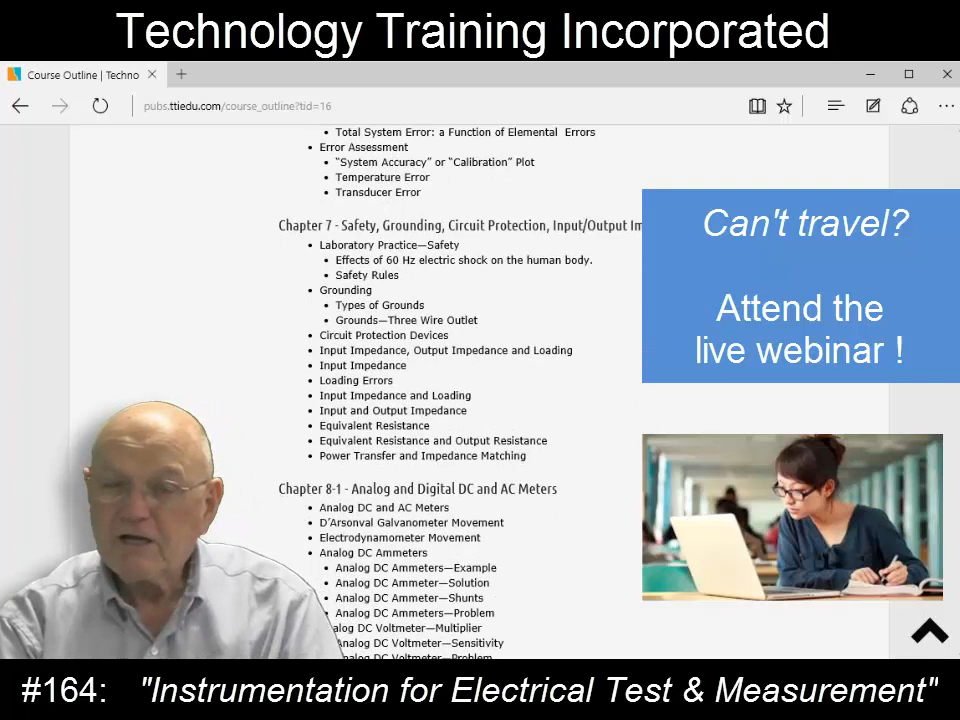 Technology Training Incorporated
Course Outline | Techno
pubs.ttiedu.com/course_outline?tid=16
• Total System Error: a Function of Elemental Errors
• Error Assessment
• “System Accuracy” or “Calibration” Plot
• Temperature Error
• Transducer Error
Chapter 7 - Safety, Grounding, Circuit Protection, Input/Output Im
• Laboratory Practice—Safety
• Effects of 60 Hz electric shock on the human body.
• Safety Rules
• Grounding
• Types of Grounds
• Grounds—Three Wire Outlet
• Circuit Protection Devices
• Input Impedance, Output Impedance and Loading
• Input Impedance
• Loading Errors
• Input Impedance and Loading
• Input and Output Impedance
• Equivalent Resistance
• Equivalent Resistance and Output Resistance
• Power Transfer and Impedance Matching
Chapter 8-1 - Analog and Digital DC and AC Meters
• Analog DC and AC Meters
• D’Arsonval Galvanometer Movement
• Electrodynamometer Movement
• Analog DC Ammeters
• Analog DC Ammeters—Example
• Analog DC Ammeter—Solution
• Analog DC Ammeter—Shunts
• Analog DC Ammeters—Problem
alog DC Voltmeter—Multiplier
Analog DC Voltmeter—Sensitivity
nalog DC Voltmeter—Problem
Can't travel?
Attend the
live webinar !
#164: "Instrumentation for Electrical Test & Measurement"